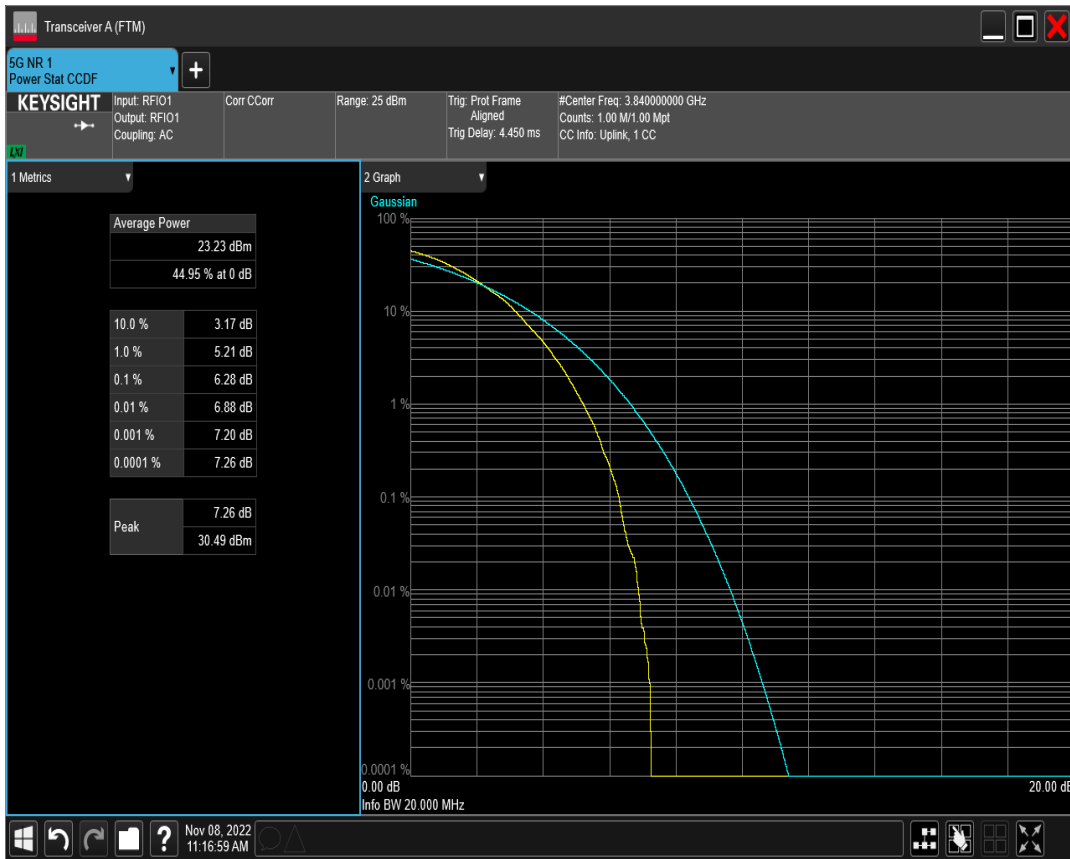 Transceiver A (FTM)
5G NR 1
Power Stat CCDF
+
KEYSIGHT
LXI
Input: RFIO1
Output: RFIO1
Coupling: AC
Corr CCorr
Range: 25 dBm
Trig: Prot Frame
Aligned
Trig Delay: 4.450 ms
#Center Freq: 3.840000000 GHz
Counts: 1.00 M/1.00 Mpt
CC Info: Uplink, 1 CC
1 Metrics
Average Power
23.23 dBm
44.95 % at 0 dB
10.0 % 3.17 dB
1.0 % 5.21 dB
0.1 % 6.28 dB
0.01 % 6.88 dB
0.001 % 7.20 dB
0.0001 % 7.26 dB
Peak
7.26 dB
30.49 dBm
2 Graph
Gaussian
100 %
10 %
1 %
0.1 %
0.01 %
0.001 %
0.0001 %
0.00 dB 20.00 dB
Info BW 20.000 MHz
?
Nov 08, 2022
11:16:59 AM